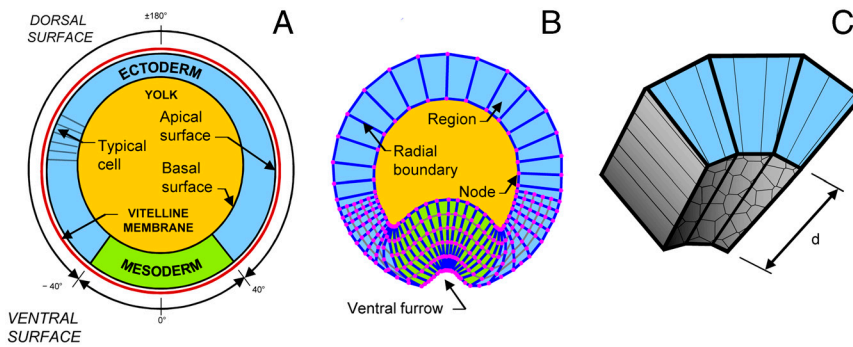 A
DORSAL
SURFACE
±180°
ECTODERM
YOLK
Apical
surface
Typical
cell
Basal
surface
VITELLINE
MEMBRANE
MESODERM
– 40°
40°
0°
VENTRAL
SURFACE
B
Region
Radial
boundary
Node
Ventral furrow
C
d